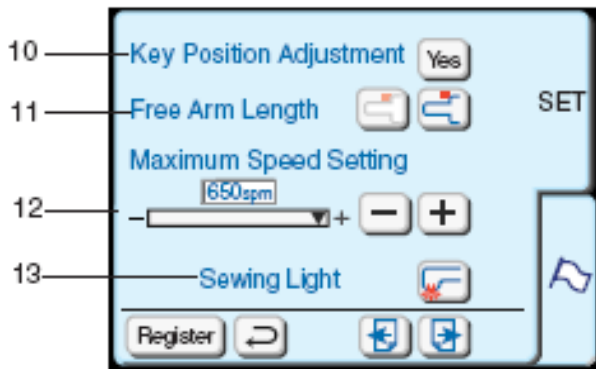 10 Key Position Adjustment Yes
11 Free Arm Length
SET
Maximum Speed Setting
650spm
12 - + − +
13 Sewing Light
Register